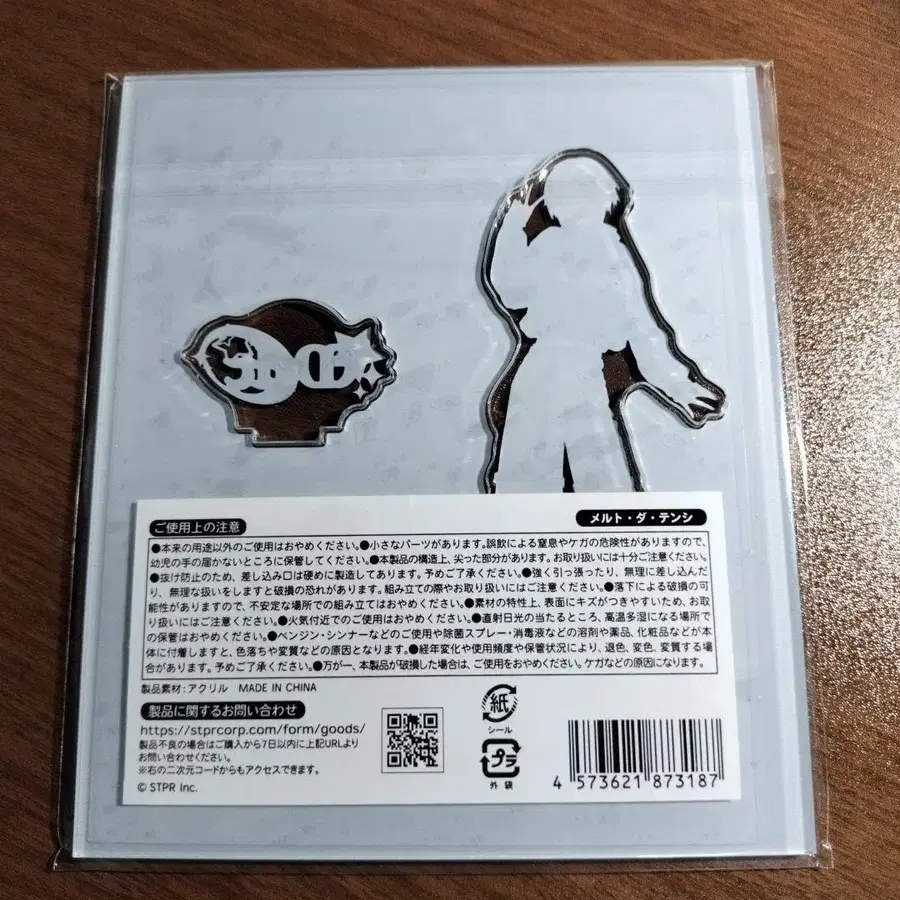 ご使用上の注意
メルト・ダ・テンシ
●本来の用途以外のご使用はおやめください。●小さなパーツがあります。誤飲による窒息やケガの危険性がありますので、
幼児の手の届かないところに保管してください。●本製品の構造上、尖った部分があります。お取り扱いには十分ご注意ください。
●抜け防止のため、差し込み口は硬めに製造してあります。予めご了承ください。●強く引っ張ったり、無理に差し込んだ
り、無理な扱いをしますと破損の恐れがあります。組み立ての際やお取り扱いにはご注意ください。●落下による破損の可
能性がありますので、不安定な場所での組み立てはおやめください。●素材の特性上、表面にキズがつきやすいため、お取
り扱いにはご注意ください。●火気付近でのご使用はおやめください。●直射日光の当たるところ、高温多湿になる場所で
の保管はおやめください。●ベンジン・シンナーなどのご使用や除菌スプレー・消毒液などの溶剤や薬品、化粧品などが本
体に付着しますと、色落ちや変質などの原因となります。●経年変化や使用頻度や保管状況により、退色、変色、変質する場
合があります。予めご了承ください。●万が一、本製品が破損した場合は、ご使用をおやめください。ケガなどの原因になります。
製品素材:アクリル MADE IN CHINA
製品に関するお問い合わせ
https://stprcorp.com/form/goods/
製品不良の場合はご購入から7日以内に上記URLより
お問い合わせください。
※右の二次元コードからもアクセスできます。
© STPR Inc.
紙
シール
プラ
外袋
4 573621 873187